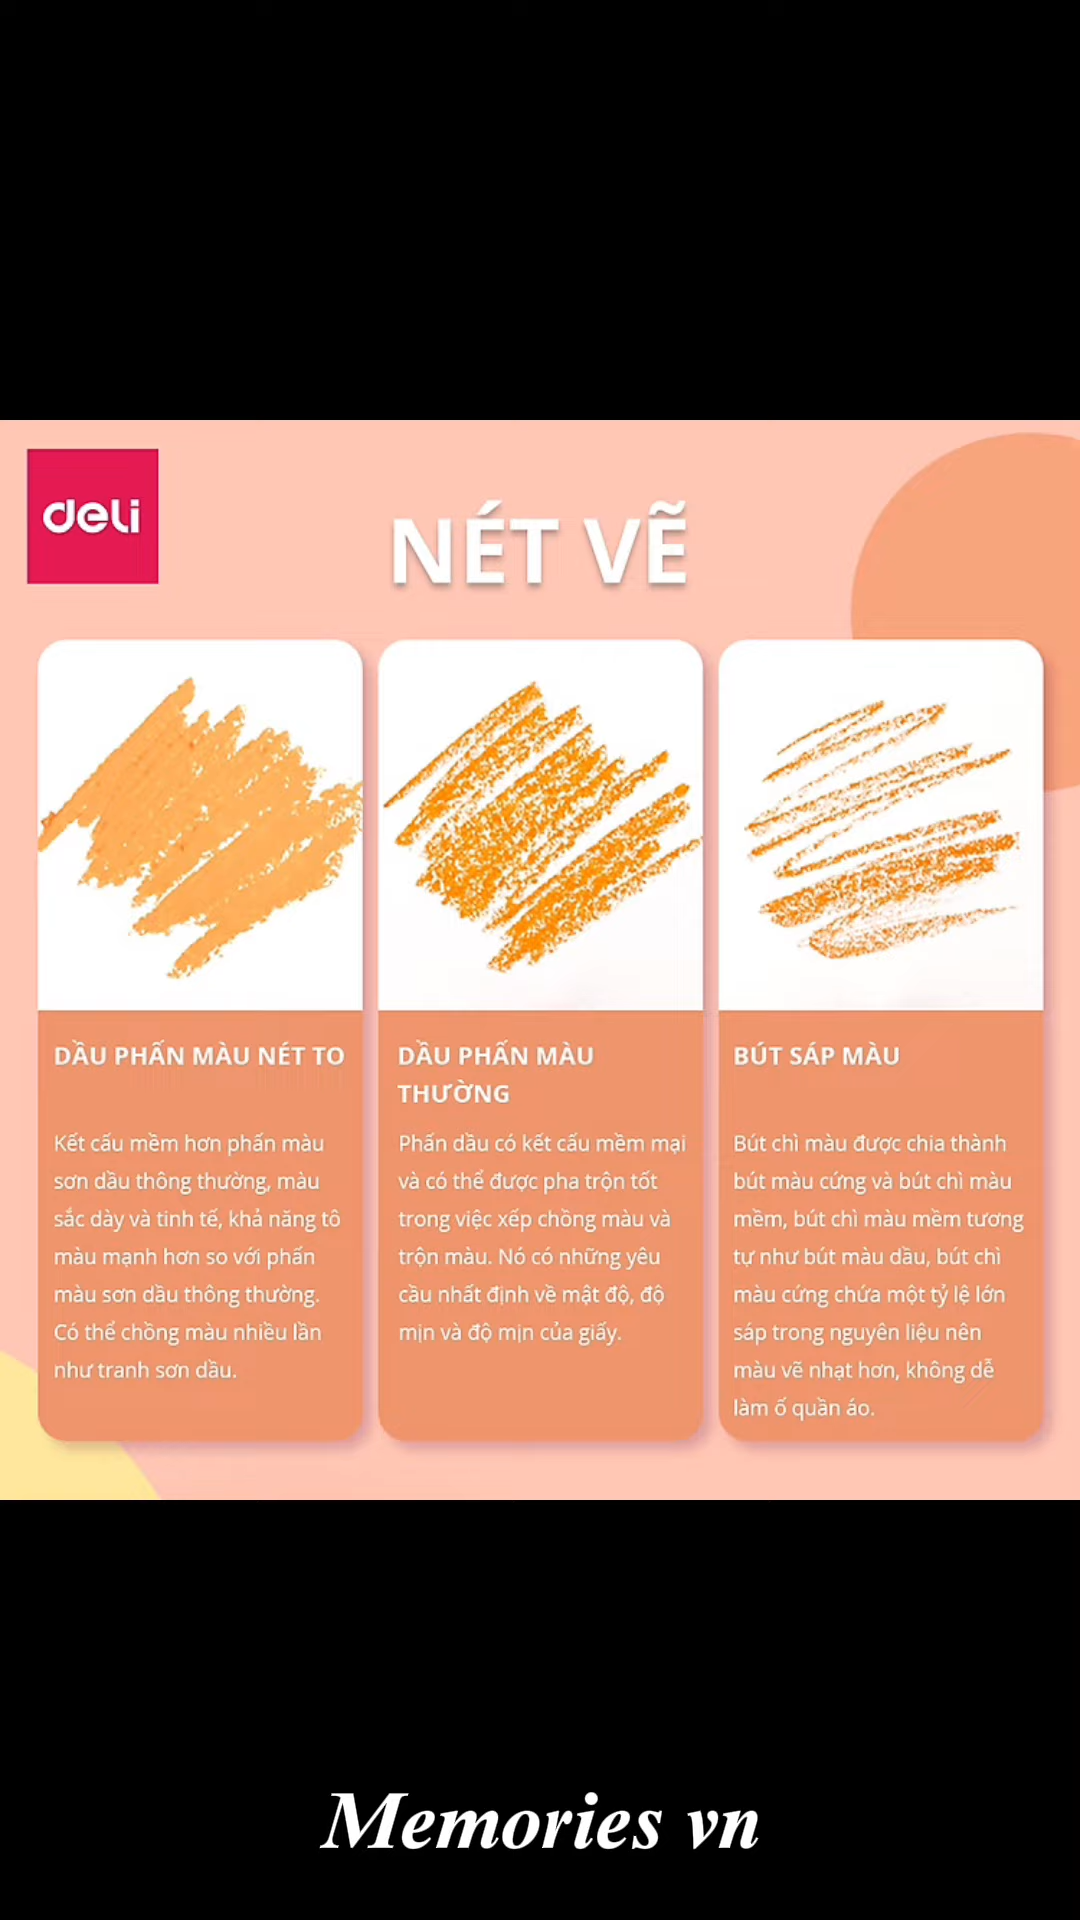 deli
NÉT VẼ
DẦU PHẤN MÀU NÉT TO
Kết cấu mềm hơn phấn màu
sơn dầu thông thường, màu
sắc dày và tinh tế, khả năng tô
màu mạnh hơn so với phấn
màu sơn dầu thông thường.
Có thể chồng màu nhiều lần
như tranh sơn dầu.
DẦU PHẤN MÀU
THƯỜNG
Phấn dầu có kết cấu mềm mại
và có thể được pha trộn tốt
trong việc xếp chồng màu và
trộn màu. Nó có những yêu
cầu nhất định về mật độ, độ
mịn và độ mịn của giấy.
BÚT SÁP MÀU
Bút chì màu được chia thành
bút màu cứng và bút chì màu
mềm, bút chì màu mềm tương
tự như bút màu dầu, bút chì
màu cứng chứa một tỷ lệ lớn
sáp trong nguyên liệu nên
màu vẽ nhạt hơn, không dễ
làm ố quần áo.
Memories vn